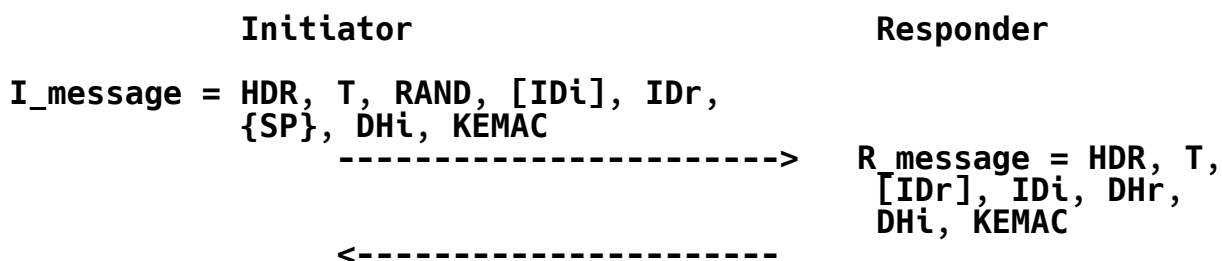 Initiator Responder
I_message = HDR, T, RAND, [IDi], IDr,
{SP}, DHi, KEMAC
-----------------------> R_message = HDR, T,
[IDr], IDi, DHr,
DHi, KEMAC
<----------------------